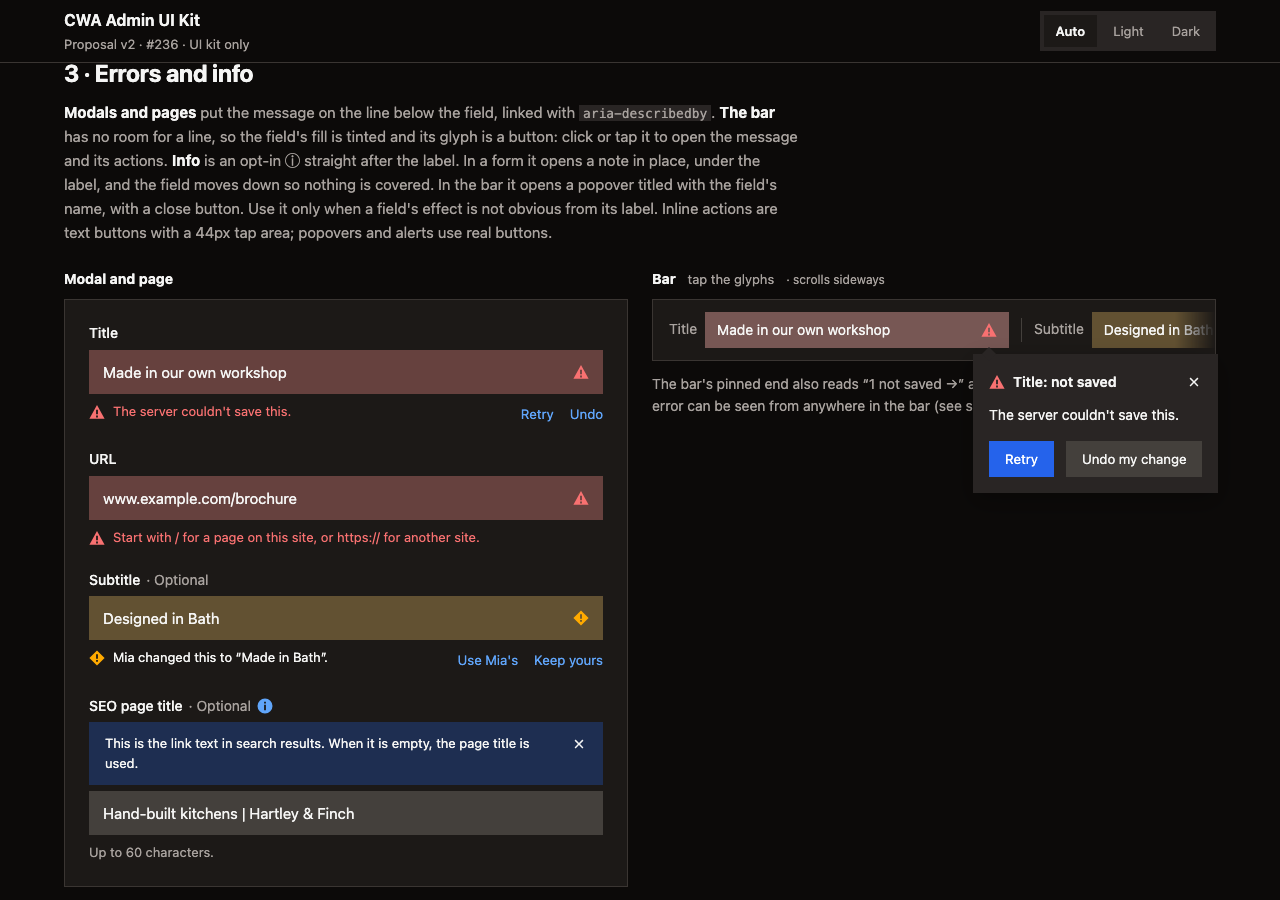 CWA Admin UI Kit
Proposal v2 · #236 · UI kit only
Auto
Light
Dark
3 · Errors and info
Modals and pages put the message on the line below the field, linked with aria-describedby. The bar
has no room for a line, so the field's fill is tinted and its glyph is a button: click or tap it to open the message
and its actions. Info is an opt-in ⓘ straight after the label. In a form it opens a note in place, under the
label, and the field moves down so nothing is covered. In the bar it opens a popover titled with the field's
name, with a close button. Use it only when a field's effect is not obvious from its label. Inline actions are
text buttons with a 44px tap area; popovers and alerts use real buttons.
Modal and page
Title
Made in our own workshop
The server couldn't save this.
Retry
Undo
URL
www.example.com/brochure
Start with / for a page on this site, or https:// for another site.
Subtitle · Optional
Designed in Bath
Mia changed this to “Made in Bath”.
Use Mia's
Keep yours
SEO page title · Optional
This is the link text in search results. When it is empty, the page title is
used.
Hand-built kitchens | Hartley & Finch
Up to 60 characters.
Bar tap the glyphs · scrolls sideways
Title
Made in our own workshop
Subtitle
Designed in Bath
The bar's pinned end also reads “1 not saved →”
error can be seen from anywhere in the bar (see
Title: not saved
The server couldn't save this.
Retry
Undo my change